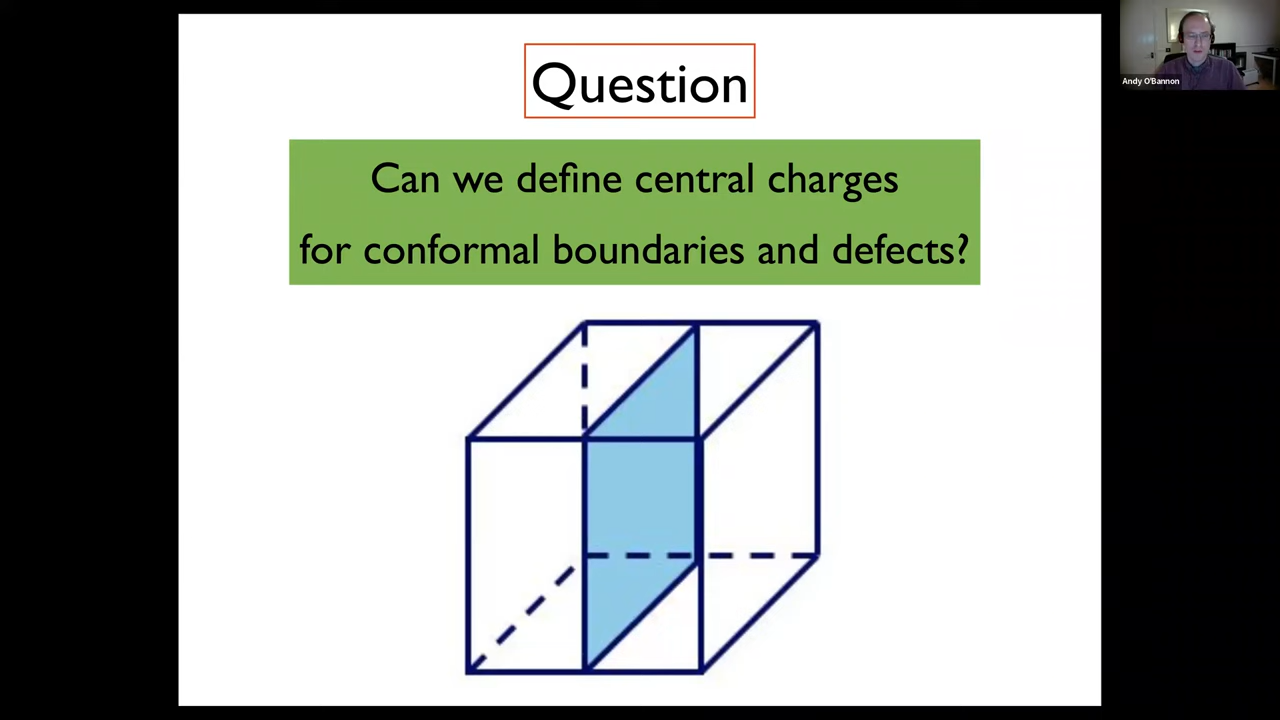 Question
Can we define central charges
for conformal boundaries and defects?
Andy O'Bannon